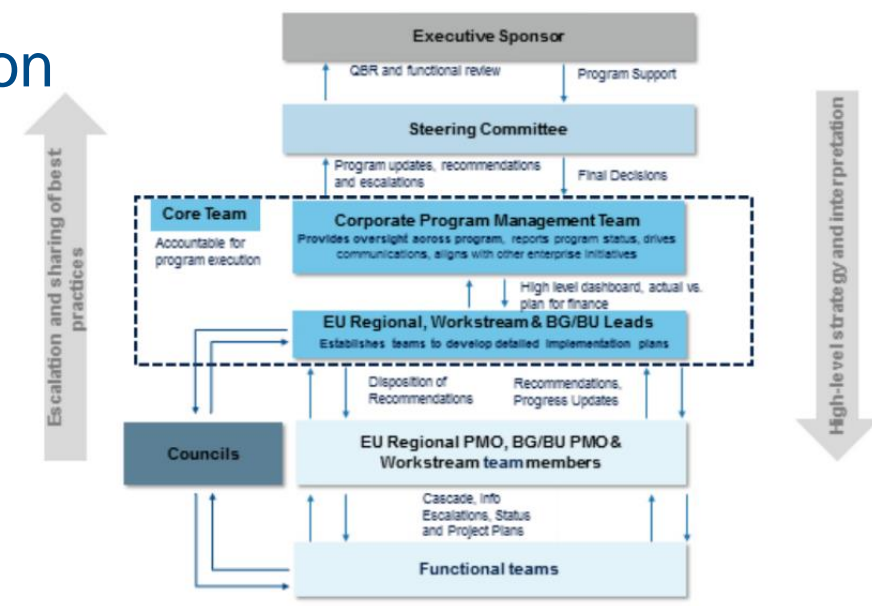 on
Executive Sponsor
QBR and functional review
Program Support
Steering Committee
Program updates, recommendations
and escalations
Final Decisions
Core Team
Accountable for
program execution
Corporate Program Management Team
Provides oversight across program, reports program status, drives
communications, aligns with other enterprise initiatives
High level dashboard, actual vs.
plan for finance
EU Regional, Workstream & BG/BU Leads
Establishes teams to develop detailed implementation plans
Disposition of
Recommendations
Recommendations,
Progress Updates
Councils
EU Regional PMO, BG/BU PMO &
Workstream team members
Cascade, Info
Escalations, Status
and Project Plans
Functional teams
Escalation and sharing of best
practices
High-level strategy and interpretation